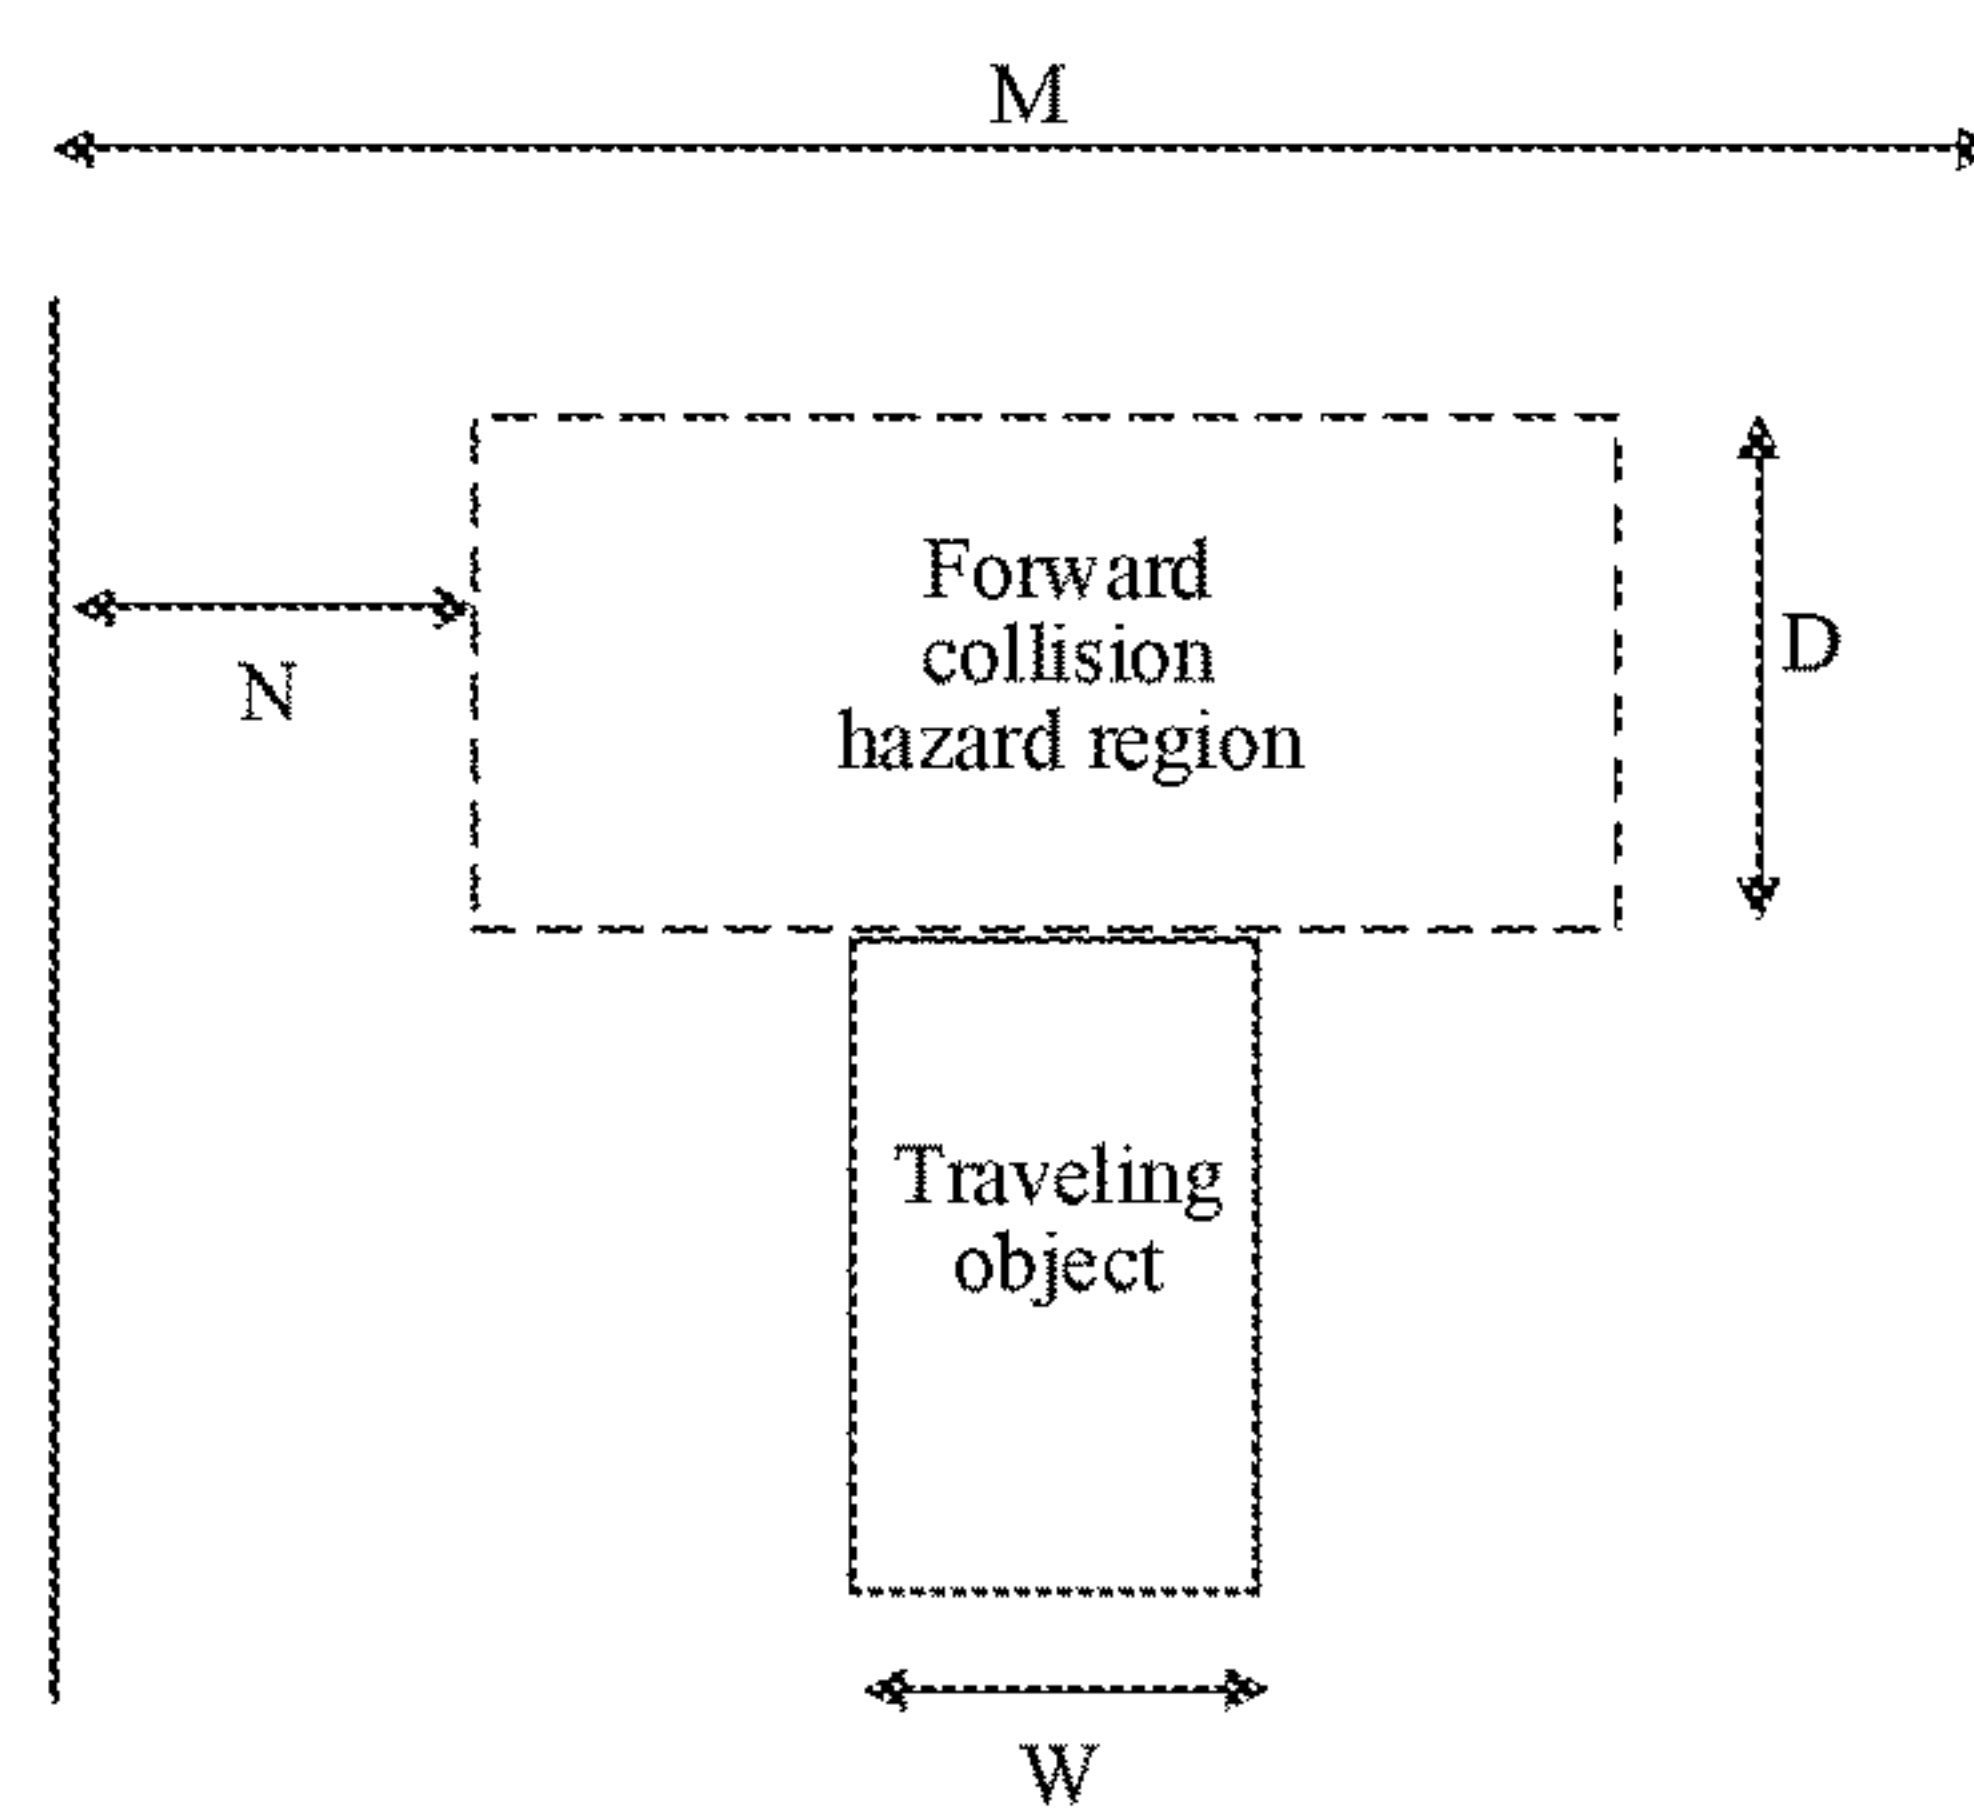 M
Forward
collision
hazard region
N
D
Traveling
object
W